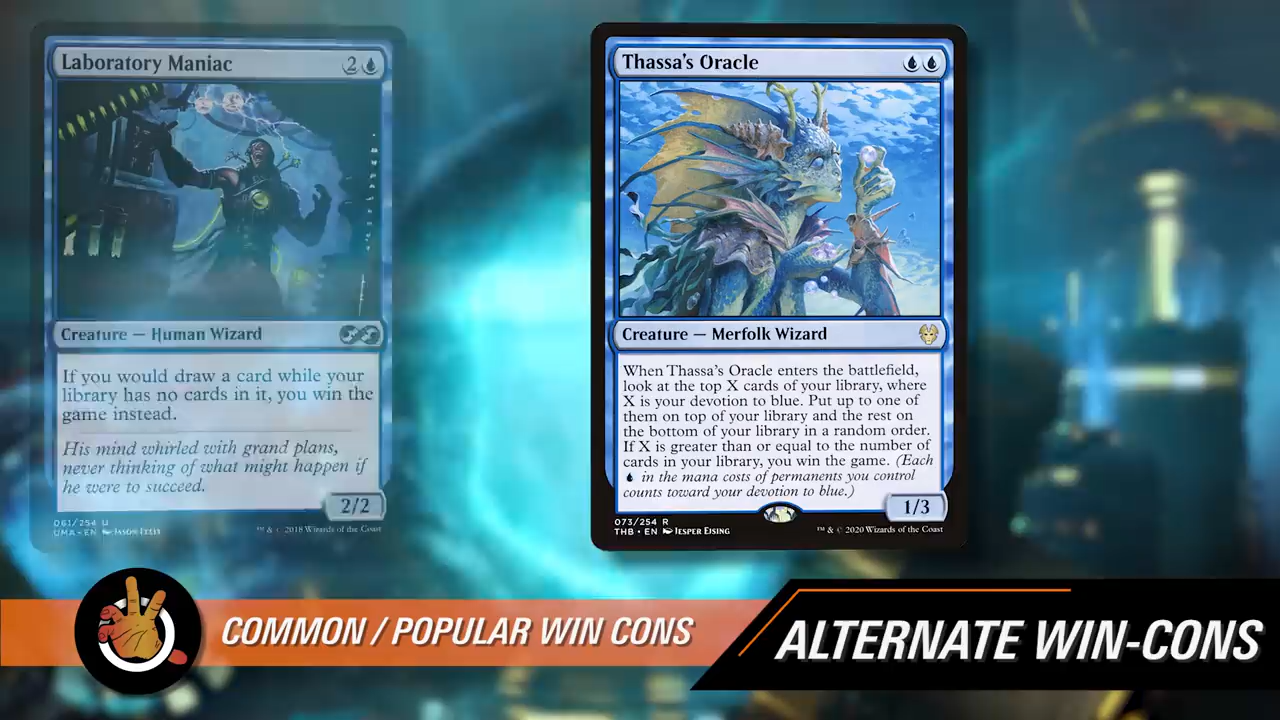 Laboratory Maniac 2
Creature — Human Wizard
If you would draw a card while your
library has no cards in it, you win the
game instead.
His mind whirled with grand plans,
never thinking of what might happen if
he were to succeed.
2/2
061/254 U
UMA • EN JASON FELIX
™ & © 2018 Wizards of the Coast
Thassa's Oracle
Creature — Merfolk Wizard
When Thassa's Oracle enters the battlefield,
look at the top X cards of your library, where
X is your devotion to blue. Put up to one of
them on top of your library and the rest on
the bottom of your library in a random order.
If X is greater than or equal to the number of
cards in your library, you win the game. (Each
in the mana costs of permanents you control
counts toward your devotion to blue.)
1/3
073/254 R
THB • EN JESPER EISING
™ & © 2020 Wizards of the Coast
COMMON / POPULAR WIN CONS
ALTERNATE WIN-CONS